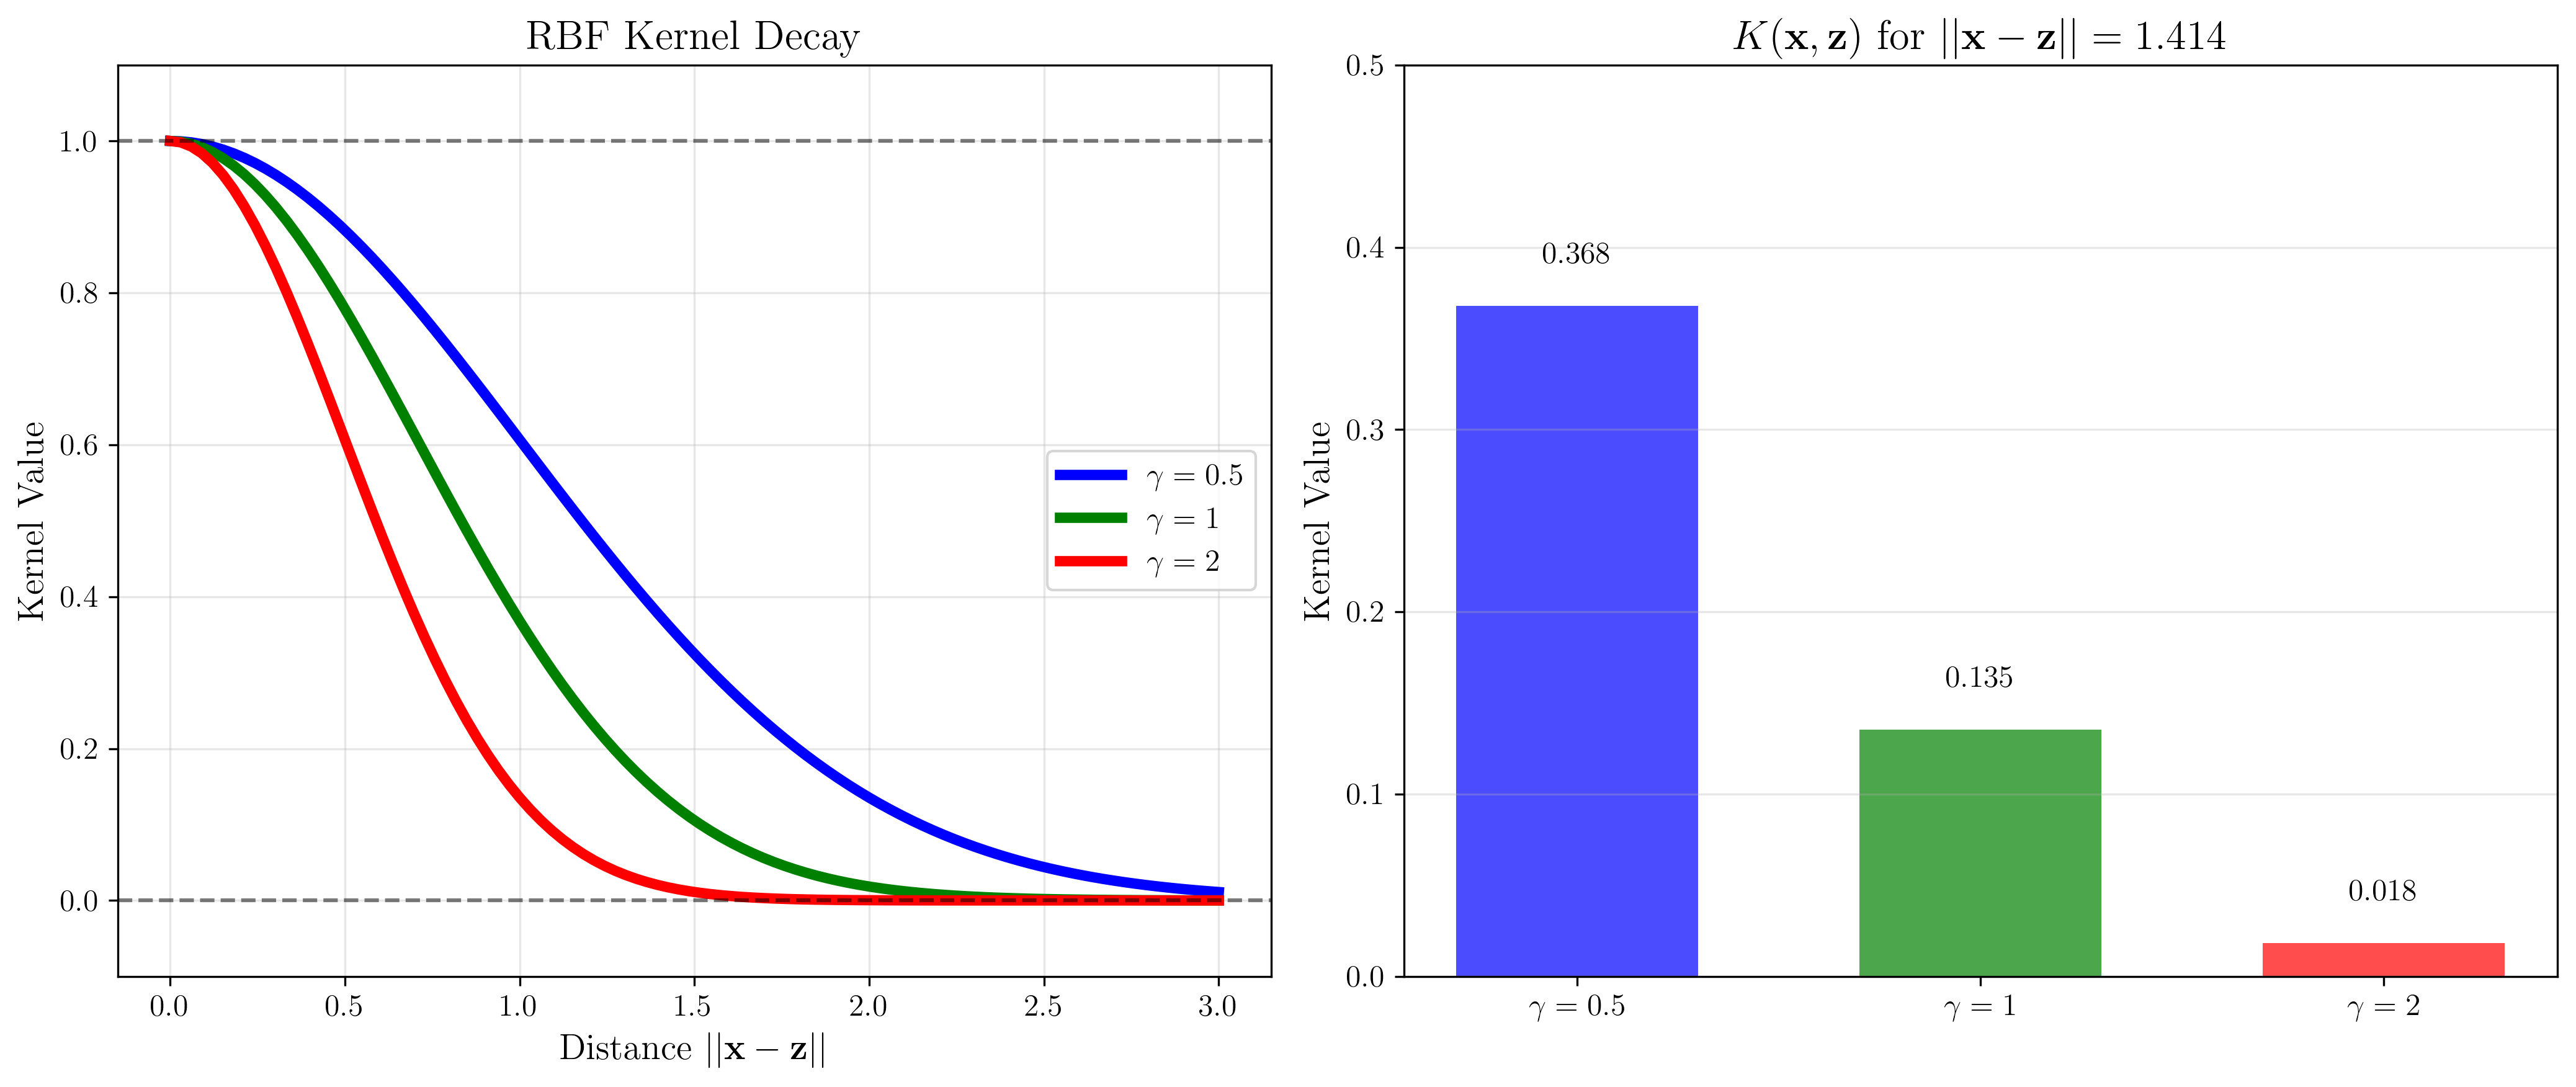 RBF Kernel Decay
Kernel Value
1.0
0.8
0.6
0.4
0.2
0.0
γ = 0.5
γ = 1
γ = 2
0.0 0.5 1.0 1.5 2.0 2.5 3.0
Distance ||x − z||
K(x, z) for ||x − z|| = 1.414
Kernel Value
0.5
0.4
0.3
0.2
0.1
0.0
0.368
0.135
0.018
γ = 0.5 γ = 1 γ = 2